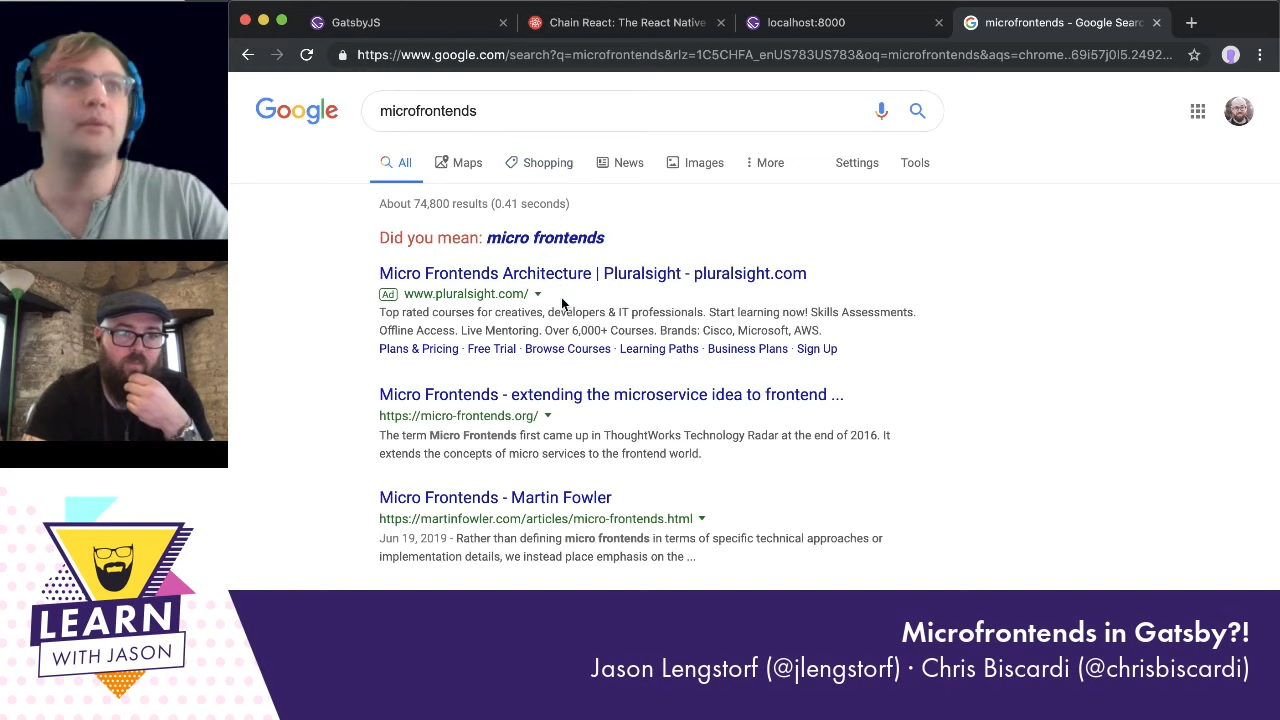 GatsbyJS
Chain React: The React Native
localhost:8000
microfrontends - Google Searc
https://www.google.com/search?q=microfrontends&rlz=1C5CHFA_enUS783US783&oq=microfrontends&aqs=chrome..69i57j0l5.2492...
Google
microfrontends
All Maps Shopping News Images More Settings Tools
About 74,800 results (0.41 seconds)
Did you mean: micro frontends
Micro Frontends Architecture | Pluralsight - pluralsight.com
Ad www.pluralsight.com/
Top rated courses for creatives, developers & IT professionals. Start learning now! Skills Assessments.
Offline Access. Live Mentoring. Over 6,000+ Courses. Brands: Cisco, Microsoft, AWS.
Plans & Pricing · Free Trial · Browse Courses · Learning Paths · Business Plans · Sign Up
Micro Frontends - extending the microservice idea to frontend ...
https://micro-frontends.org/
The term Micro Frontends first came up in ThoughtWorks Technology Radar at the end of 2016. It
extends the concepts of micro services to the frontend world.
Micro Frontends - Martin Fowler
https://martinfowler.com/articles/micro-frontends.html
Jun 19, 2019 - Rather than defining micro frontends in terms of specific technical approaches or
implementation details, we instead place emphasis on the ...
LEARN
WITH JASON
Microfrontends in Gatsby?!
Jason Lengstorf (@jlengstorf) · Chris Biscardi (@chrisbiscardi)